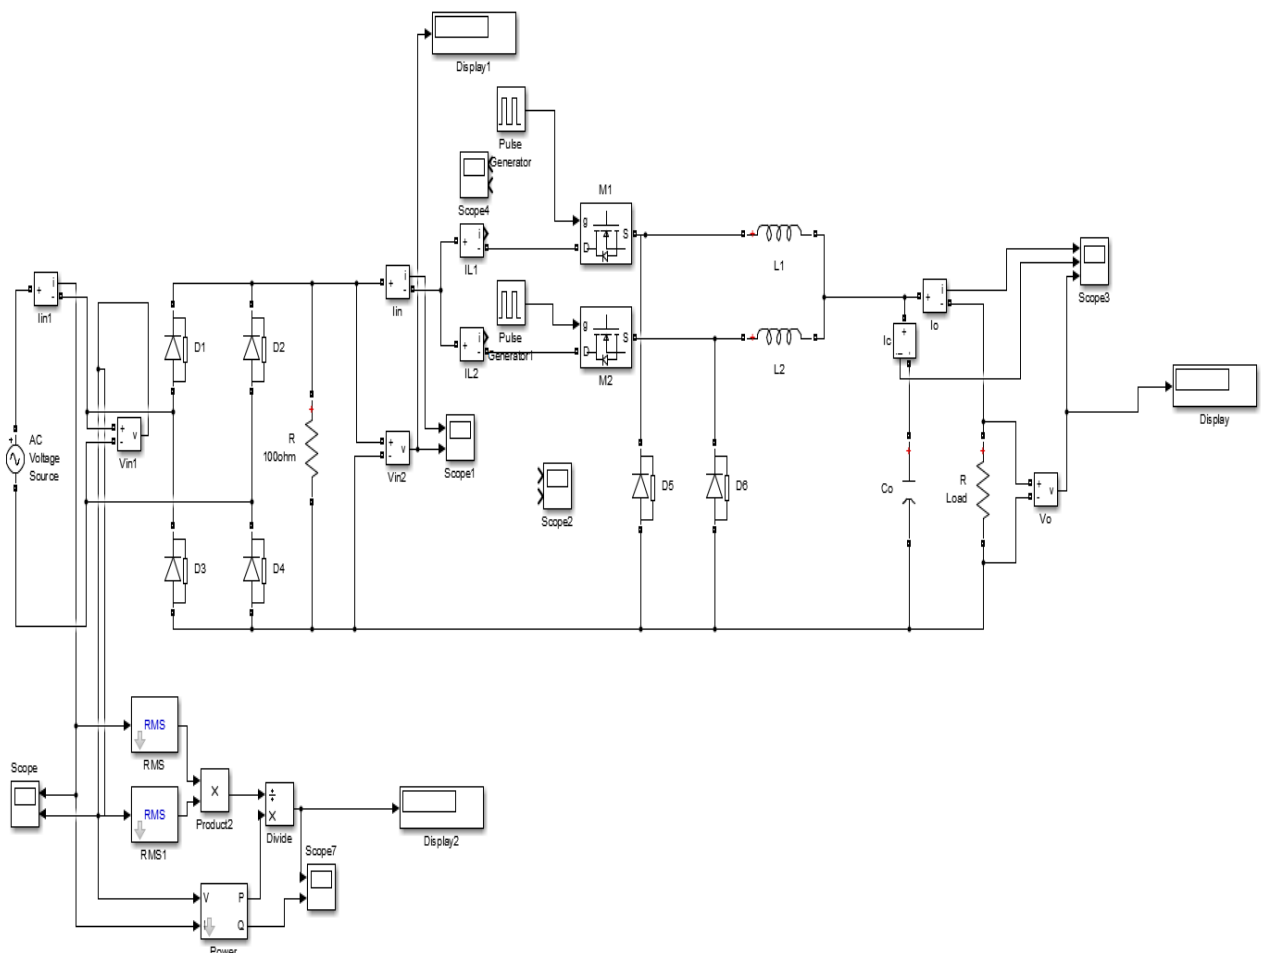 Display1
Pulse
Generator
Scope4
M1
g
D
S
i
+
-
IL1
L1
Pulse
Generator1
i
+
-
IL2
M2
g
D
S
L2
i
+
-
Iin1
i
+
-
Iin
i
+
-
Io
Scope3
Ic
+
D1
D2
AC
Voltage
Source
+
-
v
Vin1
R
100ohm
+
-
v
Vin2
Scope1
Scope2
D5
D6
Co
R
Load
+
-
v
Vo
Display
D3
D4
RMS
RMS
Scope
RMS
RMS1
X
Product2
÷
X
Divide
Display2
Scope7
V
P
I
Q
Power